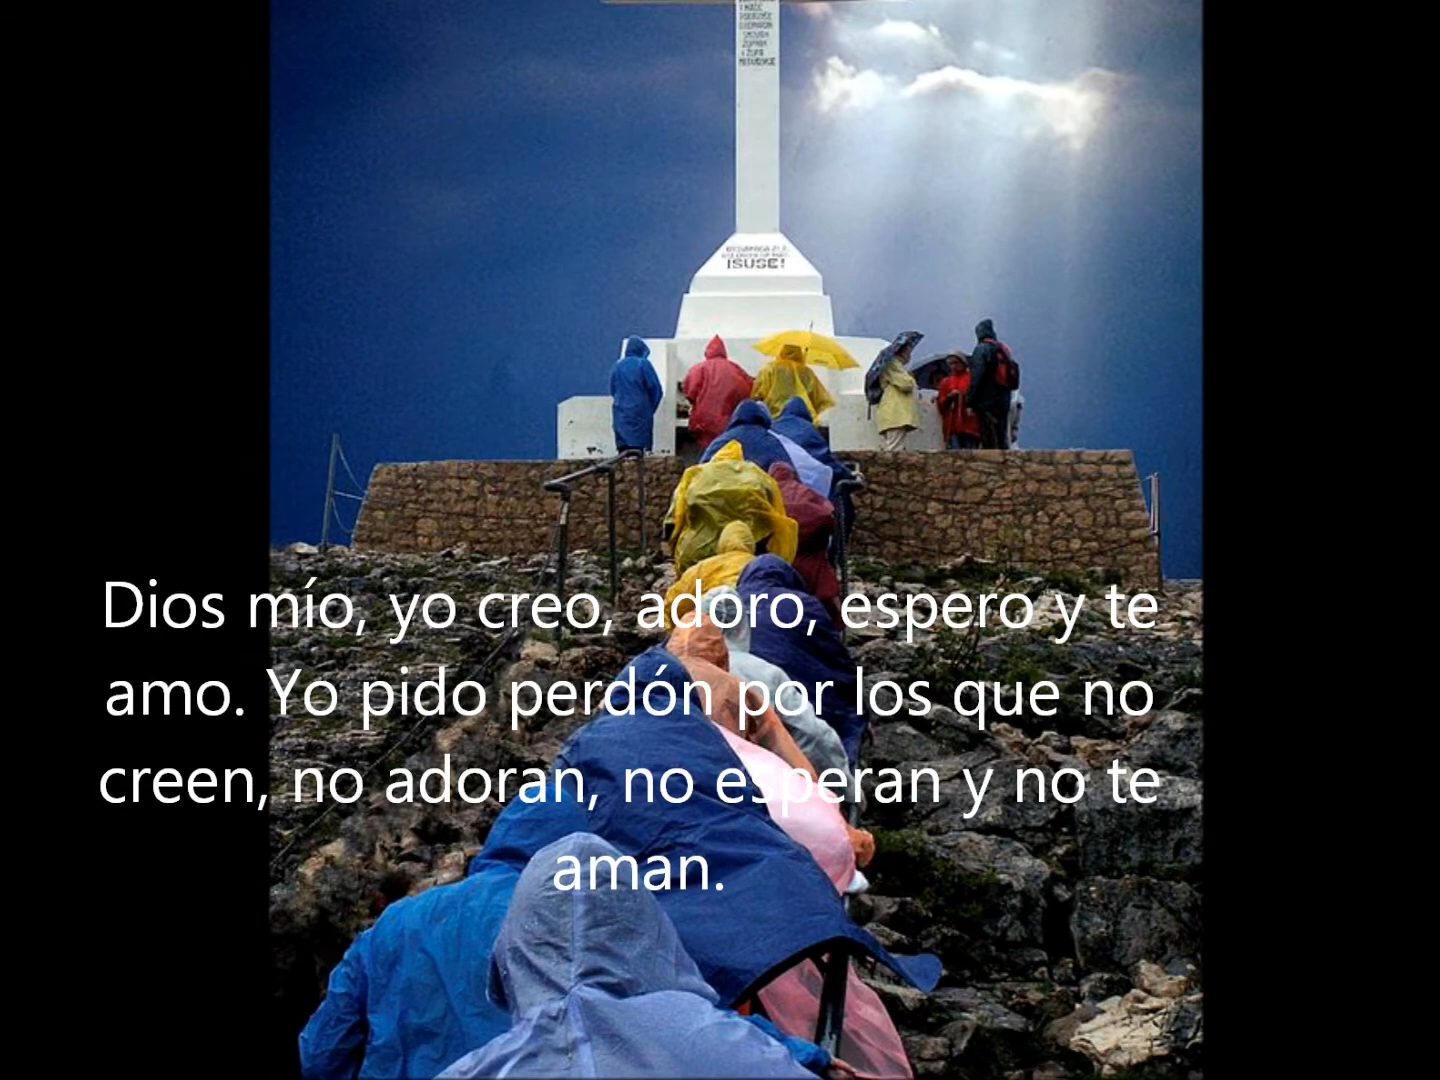 ISUSE!
Dios mío, yo creo, adoro, espero y te
amo. Yo pido perdón por los que no
creen, no adoran, no esperan y no te
aman.